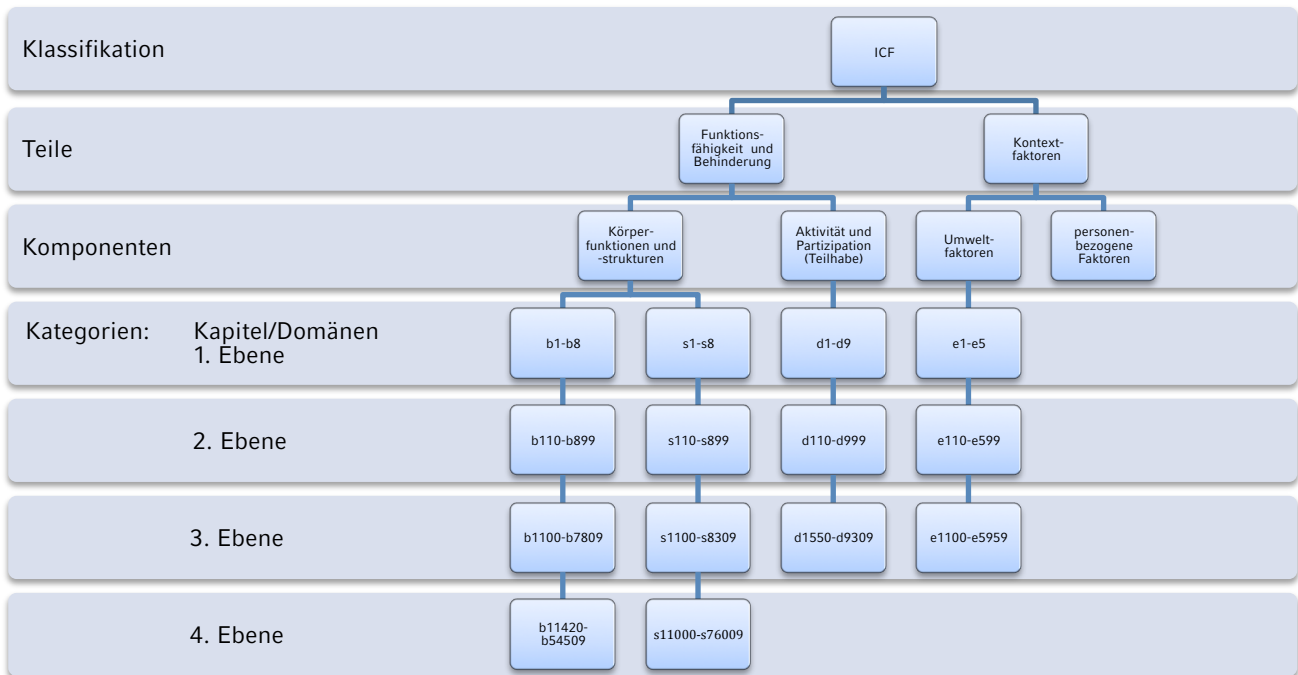 Klassifikation
ICF
Teile
Funktions-
fähigkeit und
Behinderung
Kontext-
faktoren
Komponenten
Körper-
funktionen und
-strukturen
Aktivität und
Partizipation
(Teilhabe)
Umwelt-
faktoren
personen-
bezogene
Faktoren
Kategorien: Kapitel/Domänen
1. Ebene
b1-b8
s1-s8
d1-d9
e1-e5
2. Ebene
b110-b899
s110-s899
d110-d999
e110-e599
3. Ebene
b1100-b7809
s1100-s8309
d1550-d9309
e1100-e5959
4. Ebene
b11420-
b54509
s11000-s76009